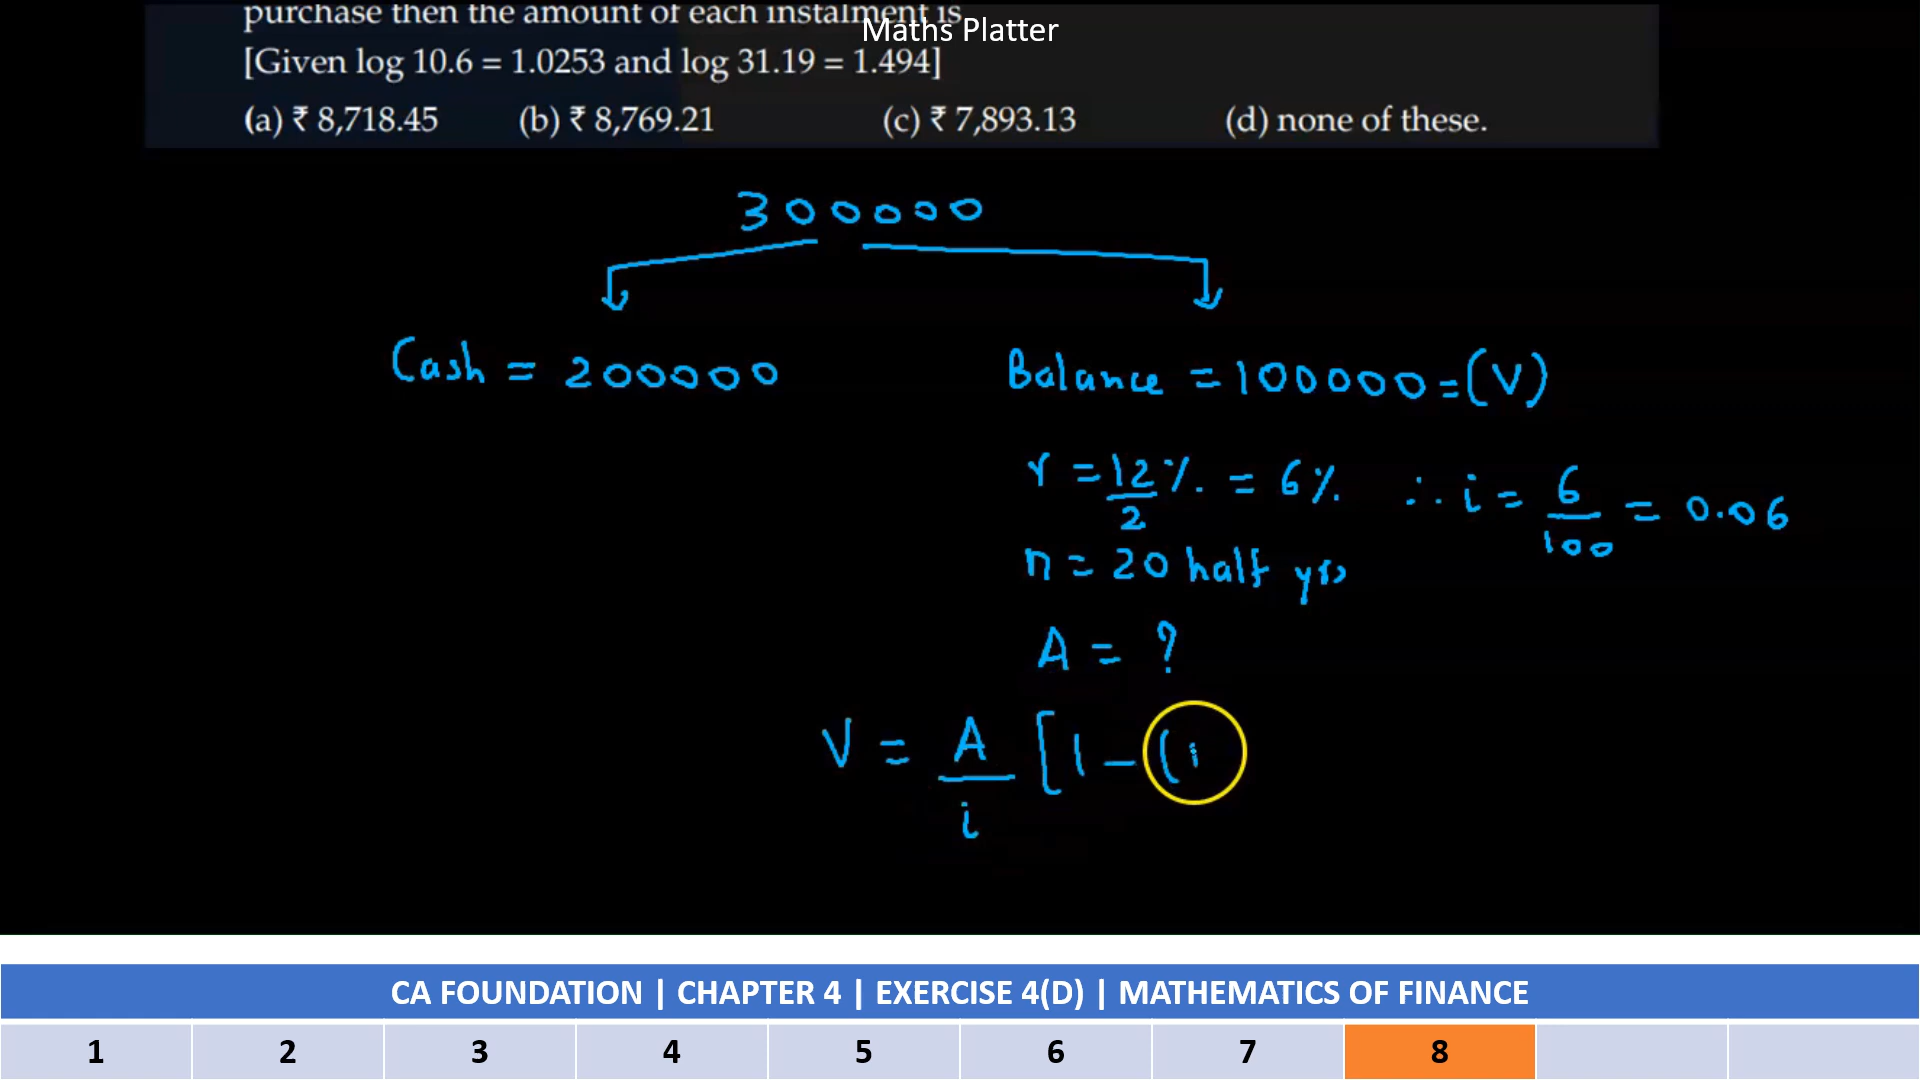 purchase then the amount of each instalment is
Maths Platter
[Given log 10.6 = 1.0253 and log 31.19 = 1.494]
(a) ₹ 8,718.45 (b) ₹ 8,769.21 (c) ₹ 7,893.13 (d) none of these.
300000
Cash = 200000 Balance = 100000 = (V)
r = 12/2 % = 6% ∴ i = 6/100 = 0.06
n = 20 half yrs
A = ?
V = A/i [1 - (1
CA FOUNDATION | CHAPTER 4 | EXERCISE 4(D) | MATHEMATICS OF FINANCE
1 2 3 4 5 6 7 8